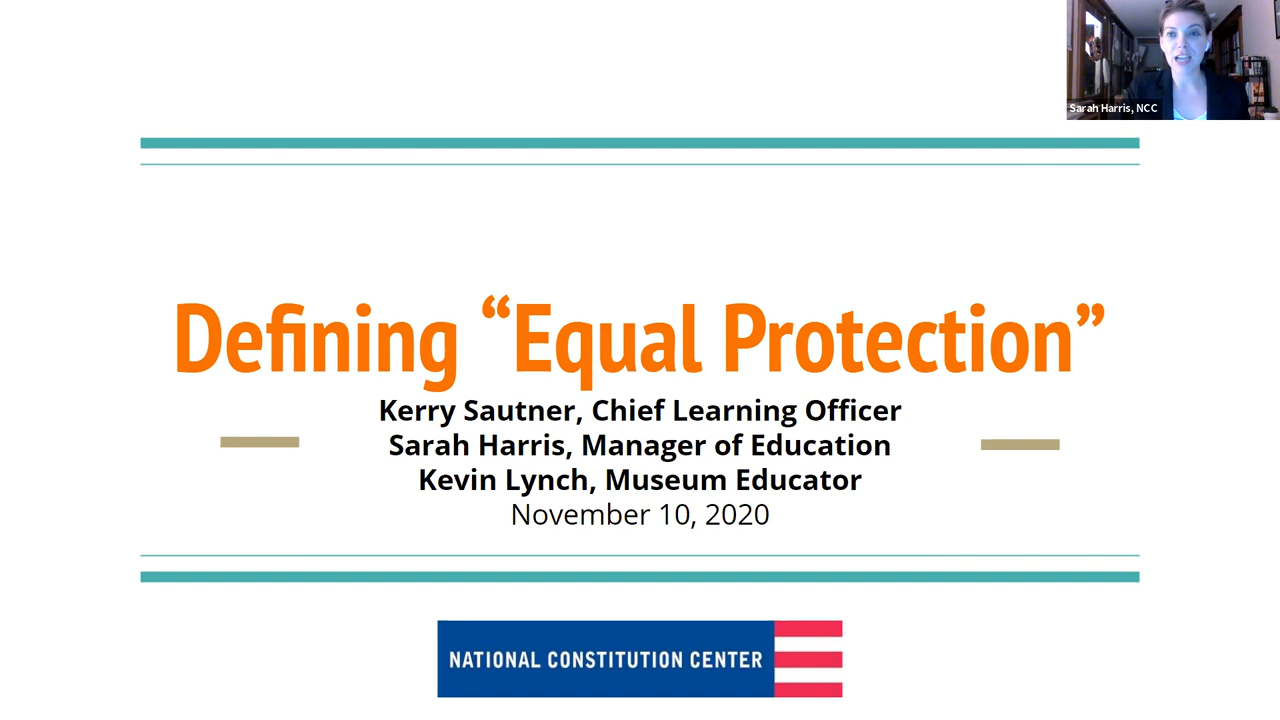 Sarah Harris, NCC
Defining “Equal Protection”
Kerry Sautner, Chief Learning Officer
Sarah Harris, Manager of Education
Kevin Lynch, Museum Educator
November 10, 2020
NATIONAL CONSTITUTION CENTER